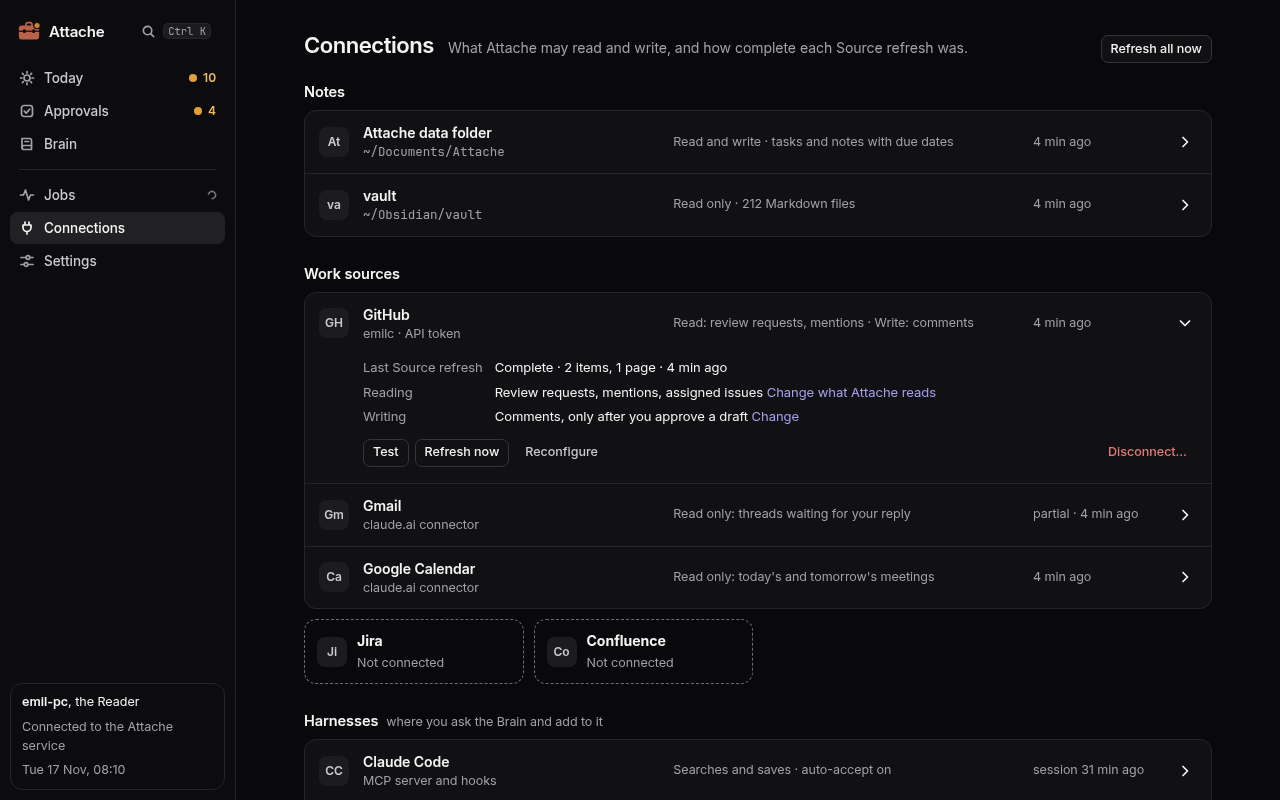 Attache
Ctrl K
Today 10
Approvals 4
Brain
Jobs
Connections
Settings
emil-pc, the Reader
Connected to the Attache
service
Tue 17 Nov, 08:10
Connections What Attache may read and write, and how complete each Source refresh was.
Refresh all now
Notes
At
Attache data folder
~/Documents/Attache
Read and write · tasks and notes with due dates
4 min ago
va
vault
~/Obsidian/vault
Read only · 212 Markdown files
4 min ago
Work sources
GH
GitHub
emilc · API token
Read: review requests, mentions · Write: comments
4 min ago
Last Source refresh Complete · 2 items, 1 page · 4 min ago
Reading Review requests, mentions, assigned issues Change what Attache reads
Writing Comments, only after you approve a draft Change
Test
Refresh now
Reconfigure
Disconnect...
Gm
Gmail
claude.ai connector
Read only: threads waiting for your reply
partial · 4 min ago
Ca
Google Calendar
claude.ai connector
Read only: today's and tomorrow's meetings
4 min ago
Ji
Jira
Not connected
Co
Confluence
Not connected
Harnesses where you ask the Brain and add to it
CC
Claude Code
MCP server and hooks
Searches and saves · auto-accept on
session 31 min ago